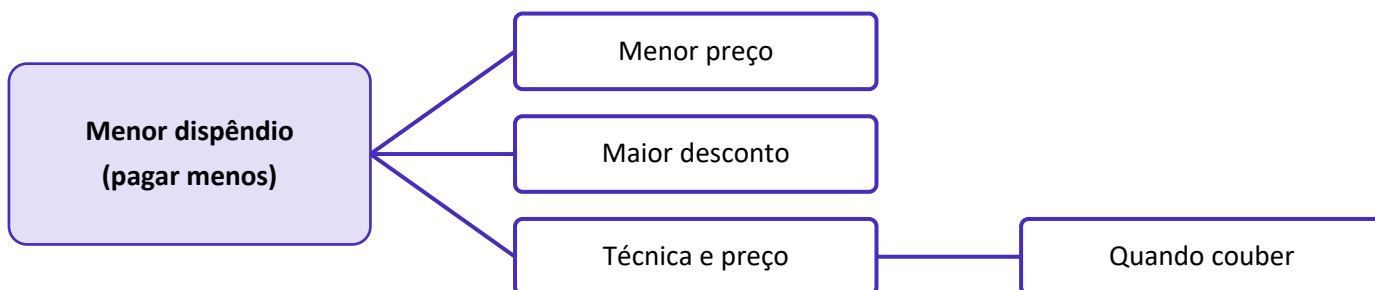 Menor dispêndio
(pagar menos)
Menor preço
Maior desconto
Técnica e preço
Quando couber